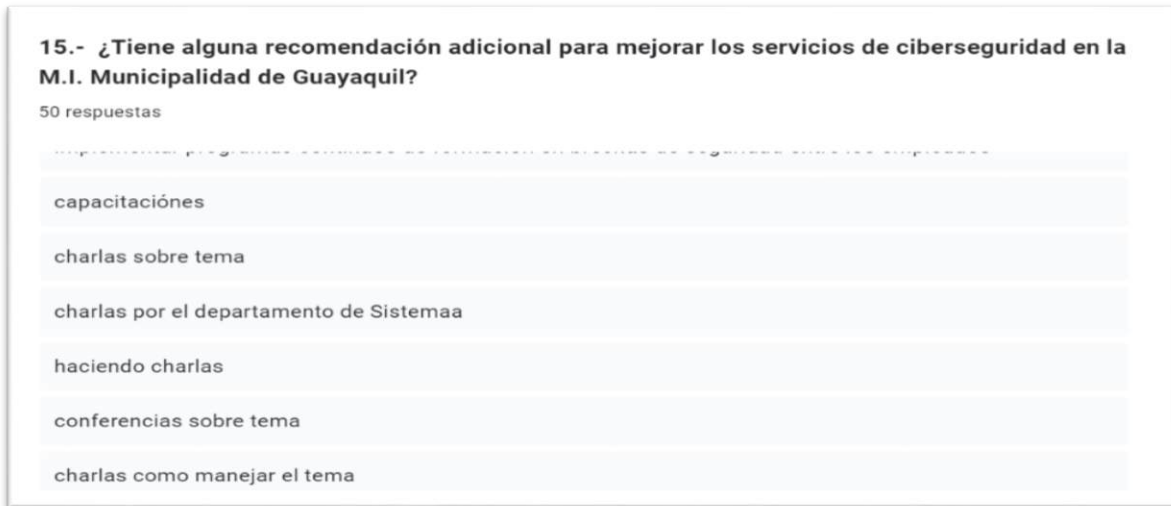 15.- ¿Tiene alguna recomendación adicional para mejorar los servicios de ciberseguridad en la
M.I. Municipalidad de Guayaquil?
50 respuestas
capacitaciónes
charlas sobre tema
charlas por el departamento de Sistemaa
haciendo charlas
conferencias sobre tema
charlas como manejar el tema